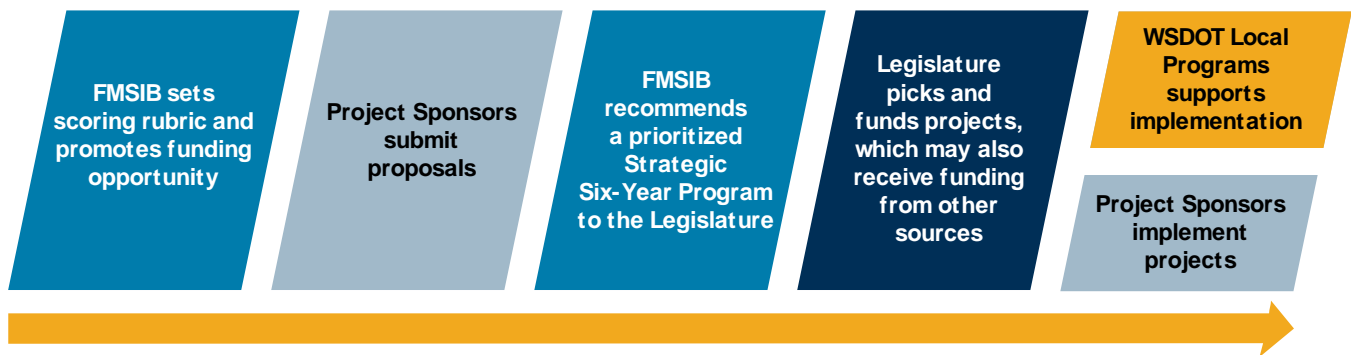 FMSIB sets
scoring rubric and
promotes funding
opportunity
Project Sponsors
submit
proposals
FMSIB
recommends
a prioritized
Strategic
Six-Year Program
to the Legislature
Legislature
picks and
funds projects,
which may also
receive funding
from other
sources
WSDOT Local
Programs
supports
implementation
Project Sponsors
implement
projects